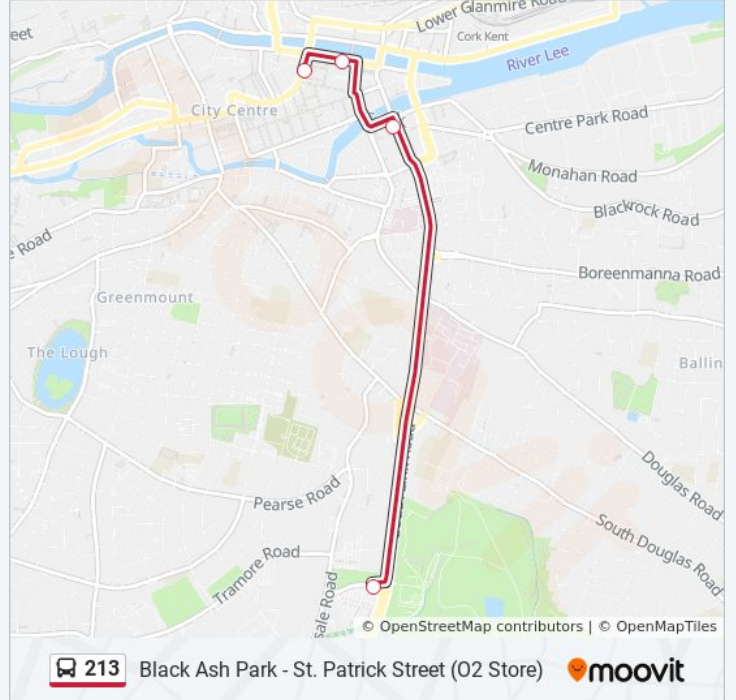 eet
Lower Glanmire Road
Cork Kent
River Lee
City Centre
Centre Park Road
Monahan Road
Blackrock Road
e Road
Boreenmanna Road
Greenmount
The Lough
Ballin
Douglas Road
Pearse Road
South Douglas Road
Tramore Road
sale Road
© OpenStreetMap contributors | © OpenMapTiles
213 Black Ash Park - St. Patrick Street (O2 Store) moovit